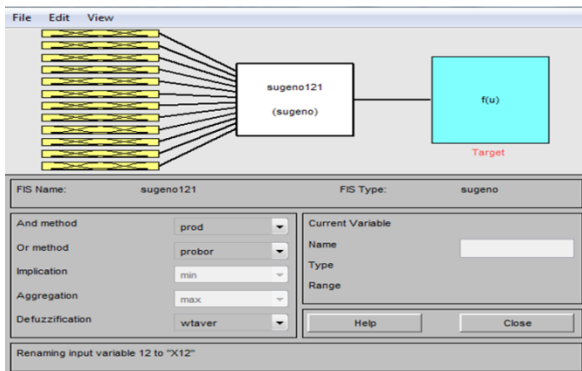 File Edit View
sugeno121
(sugeno)
f(u)
Target
FIS Name: sugeno121 FIS Type: sugeno
And method prod
Or method probor
Implication min
Aggregation max
Defuzzification wtaver
Current Variable
Name
Type
Range
Help Close
Renaming input variable 12 to "X12"